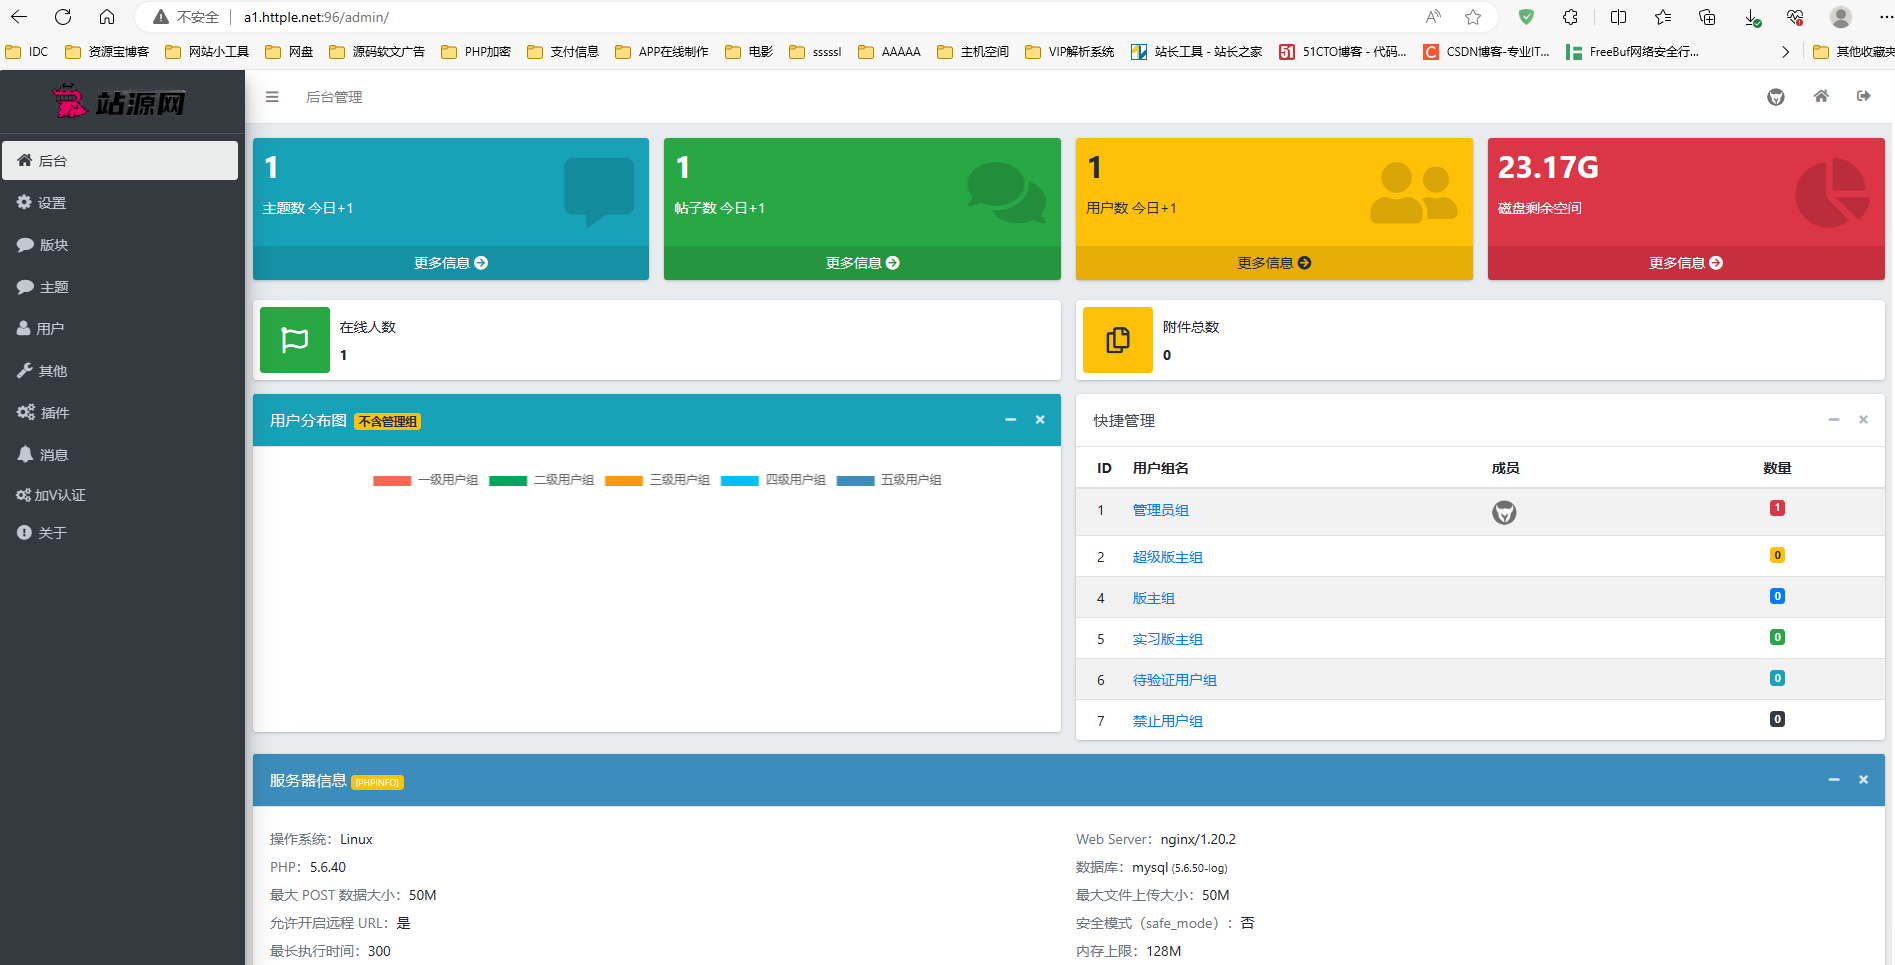 不安全 a1.httple.net:96/admin/
IDC 资源宝博客 网站小工具 网盘 源码软文广告 PHP加密 支付信息 APP在线制作 电影 sssssl AAAAA 主机空间 VIP解析系统 站长工具 - 站长之家 51CTO博客 - 代码... CSDN博客-专业IT... FreeBuf网络安全行... 其他收藏夹
站源网
后台管理
后台
设置
版块
主题
用户
其他
插件
消息
加V认证
关于
1
主题数 今日+1
更多信息
1
帖子数 今日+1
更多信息
1
用户数 今日+1
更多信息
23.17G
磁盘剩余空间
更多信息
在线人数
1
附件总数
0
用户分布图 不含管理组
一级用户组 二级用户组 三级用户组 四级用户组 五级用户组
快捷管理
ID 用户组名 成员 数量
1 管理员组 1
2 超级版主组 0
4 版主组 0
5 实习版主组 0
6 待验证用户组 0
7 禁止用户组 0
服务器信息 [PHPINFO]
操作系统：Linux
Web Server：nginx/1.20.2
PHP：5.6.40
数据库：mysql (5.6.50-log)
最大 POST 数据大小：50M
最大文件上传大小：50M
允许开启远程 URL：是
安全模式（safe_mode）：否
最长执行时间：300
内存上限：128M